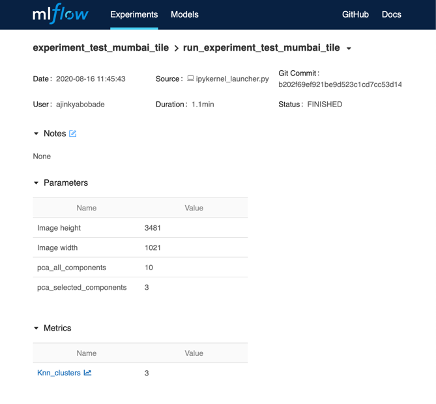 mlflow Experiments Models GitHub Docs
experiment_test_mumbai_tile > run_experiment_test_mumbai_tile
Date : 2020-08-16 11:45:43 Source : ipykernel_launcher.py Git Commit : b202f69ef921be9d523c1cd7cc53d14
User : ajinkyabobade Duration : 1.1min Status : FINISHED
Notes
None
Parameters
Name Value
Image height 3481
Image width 1021
pca_all_components 10
pca_selected_components 3
Metrics
Name Value
Knn_clusters 3